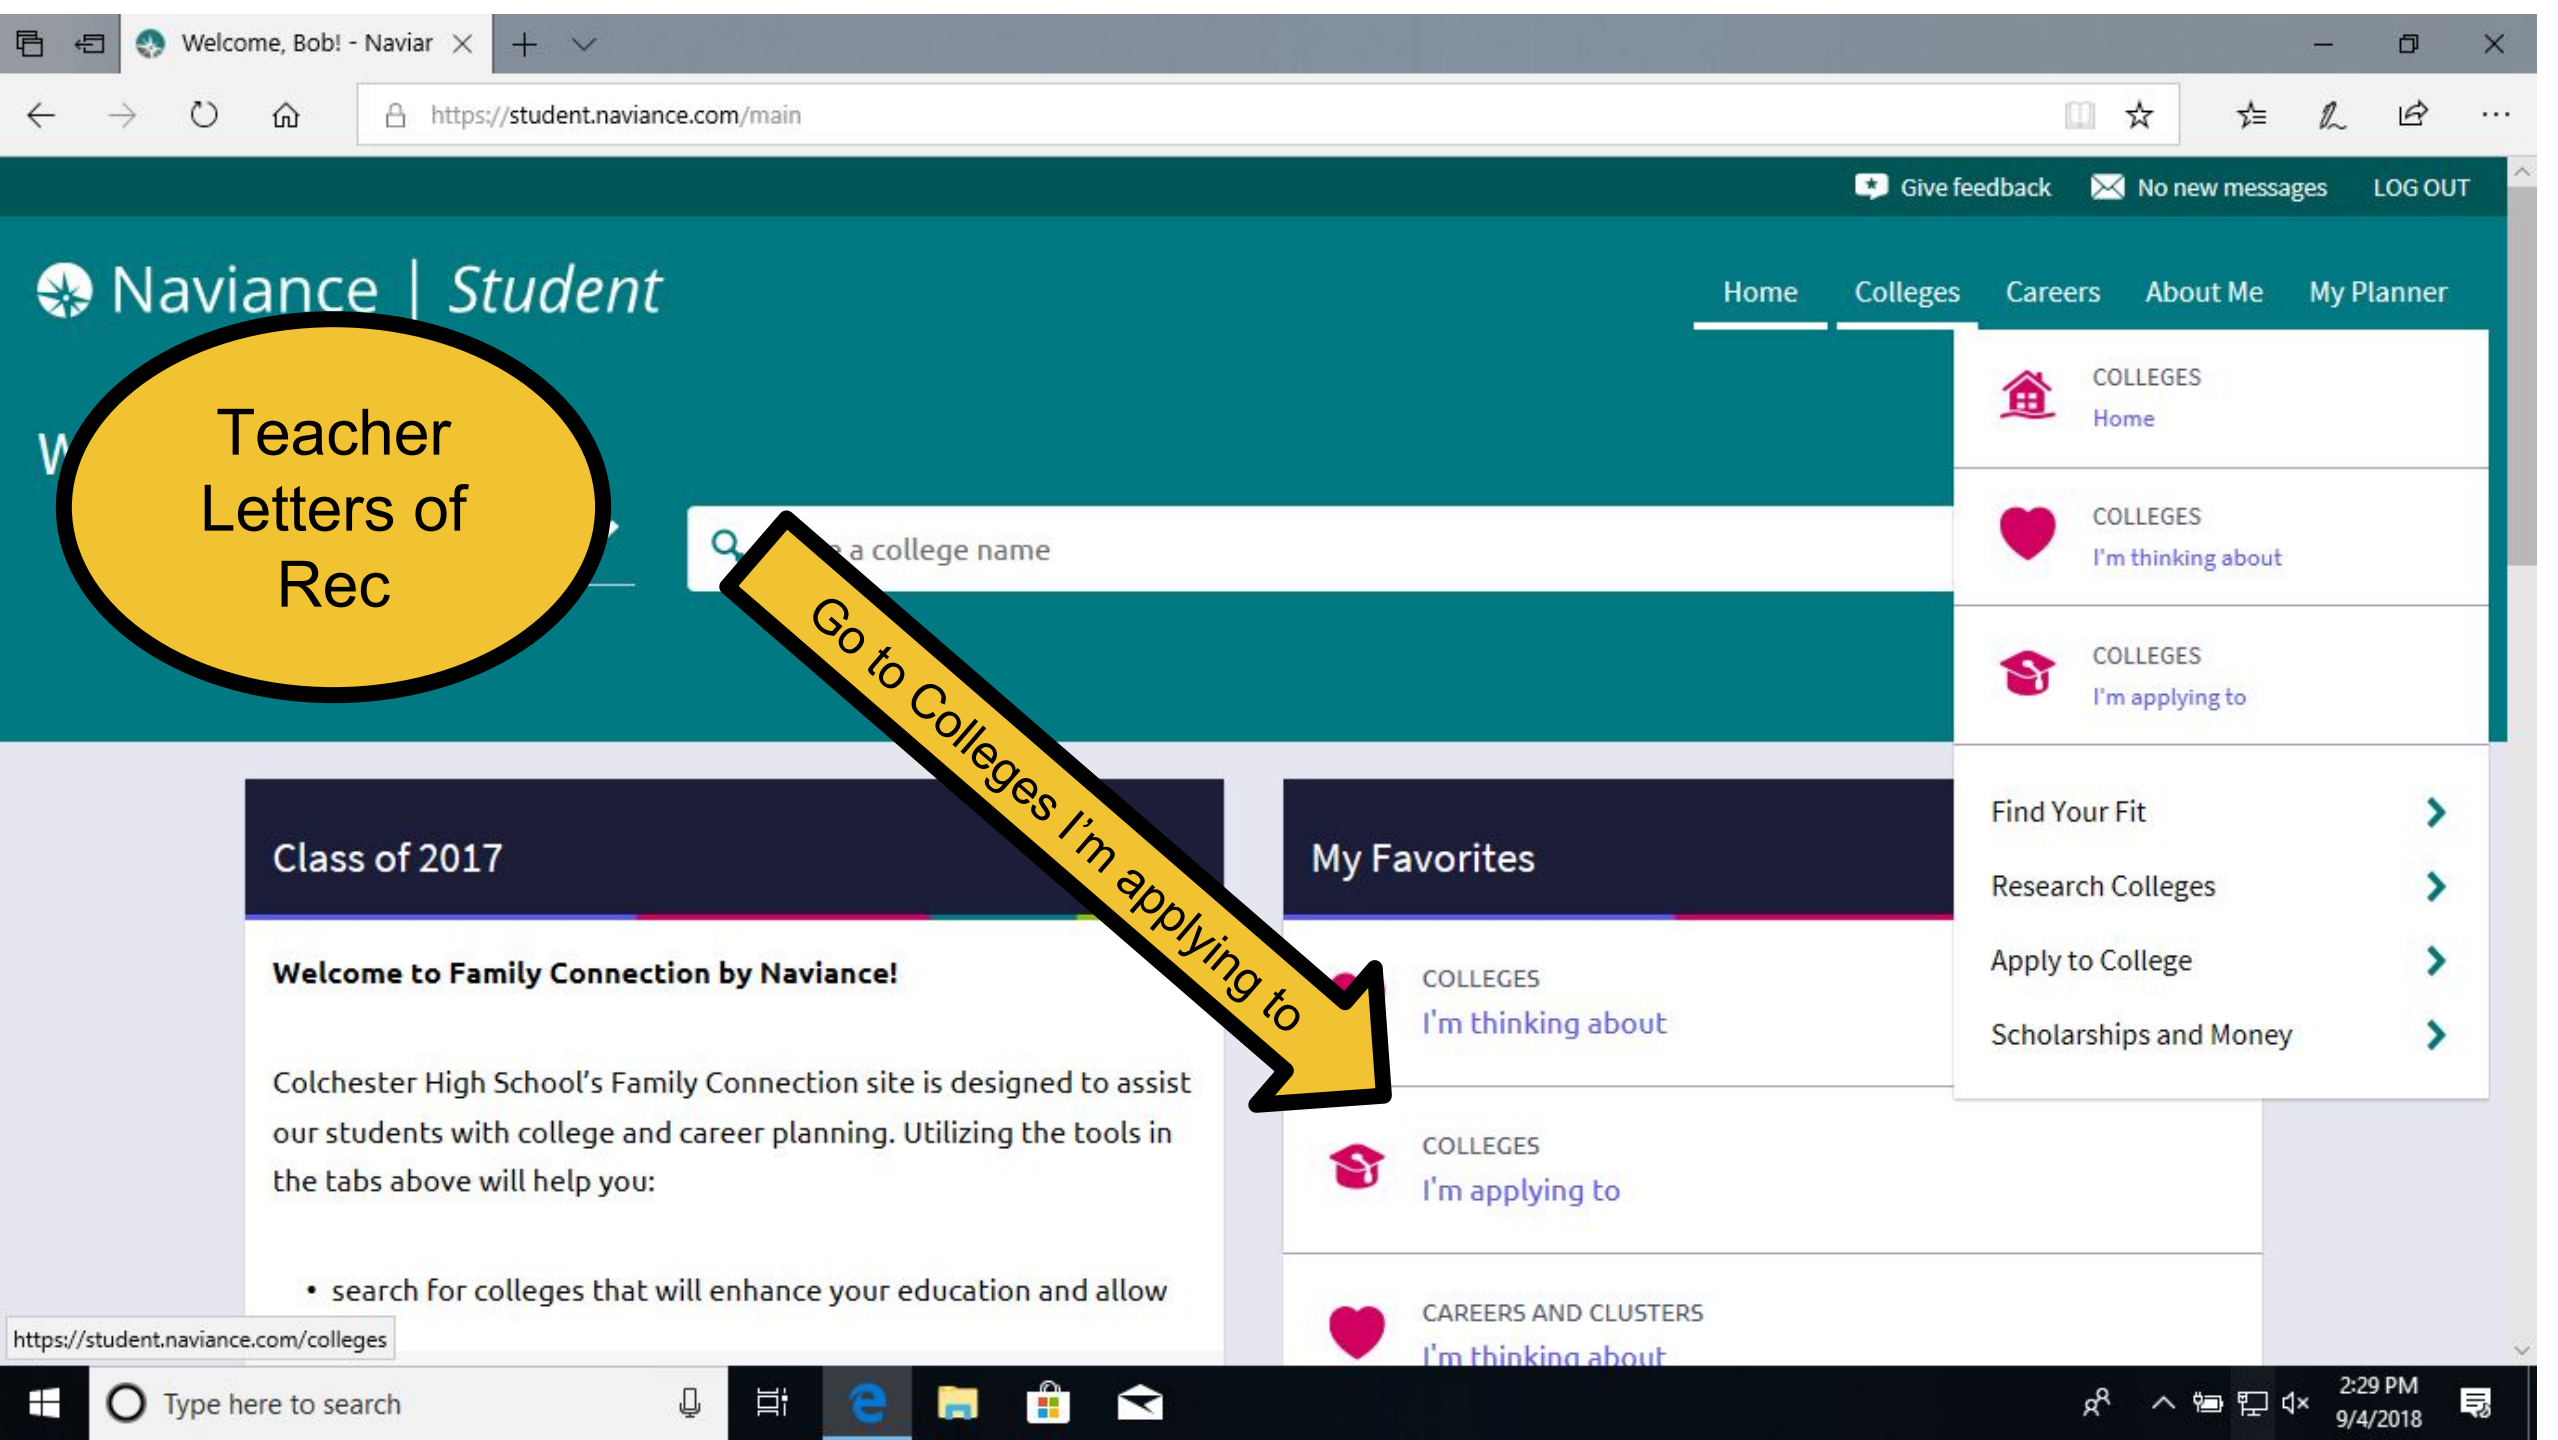 Welcome, Bob! - Naviar
https://student.naviance.com/main
Give feedback No new messages LOG OUT
Naviance | Student
Home Colleges Careers About Me My Planner
Teacher
Letters of
Rec
a college name
Go to Colleges I'm applying to
COLLEGES
Home
COLLEGES
I'm thinking about
COLLEGES
I'm applying to
Find Your Fit
Research Colleges
Apply to College
Scholarships and Money
Class of 2017
Welcome to Family Connection by Naviance!
Colchester High School's Family Connection site is designed to assist
our students with college and career planning. Utilizing the tools in
the tabs above will help you:
• search for colleges that will enhance your education and allow
My Favorites
COLLEGES
I'm thinking about
COLLEGES
I'm applying to
CAREERS AND CLUSTERS
I'm thinking about
https://student.naviance.com/colleges
Type here to search
2:29 PM
9/4/2018